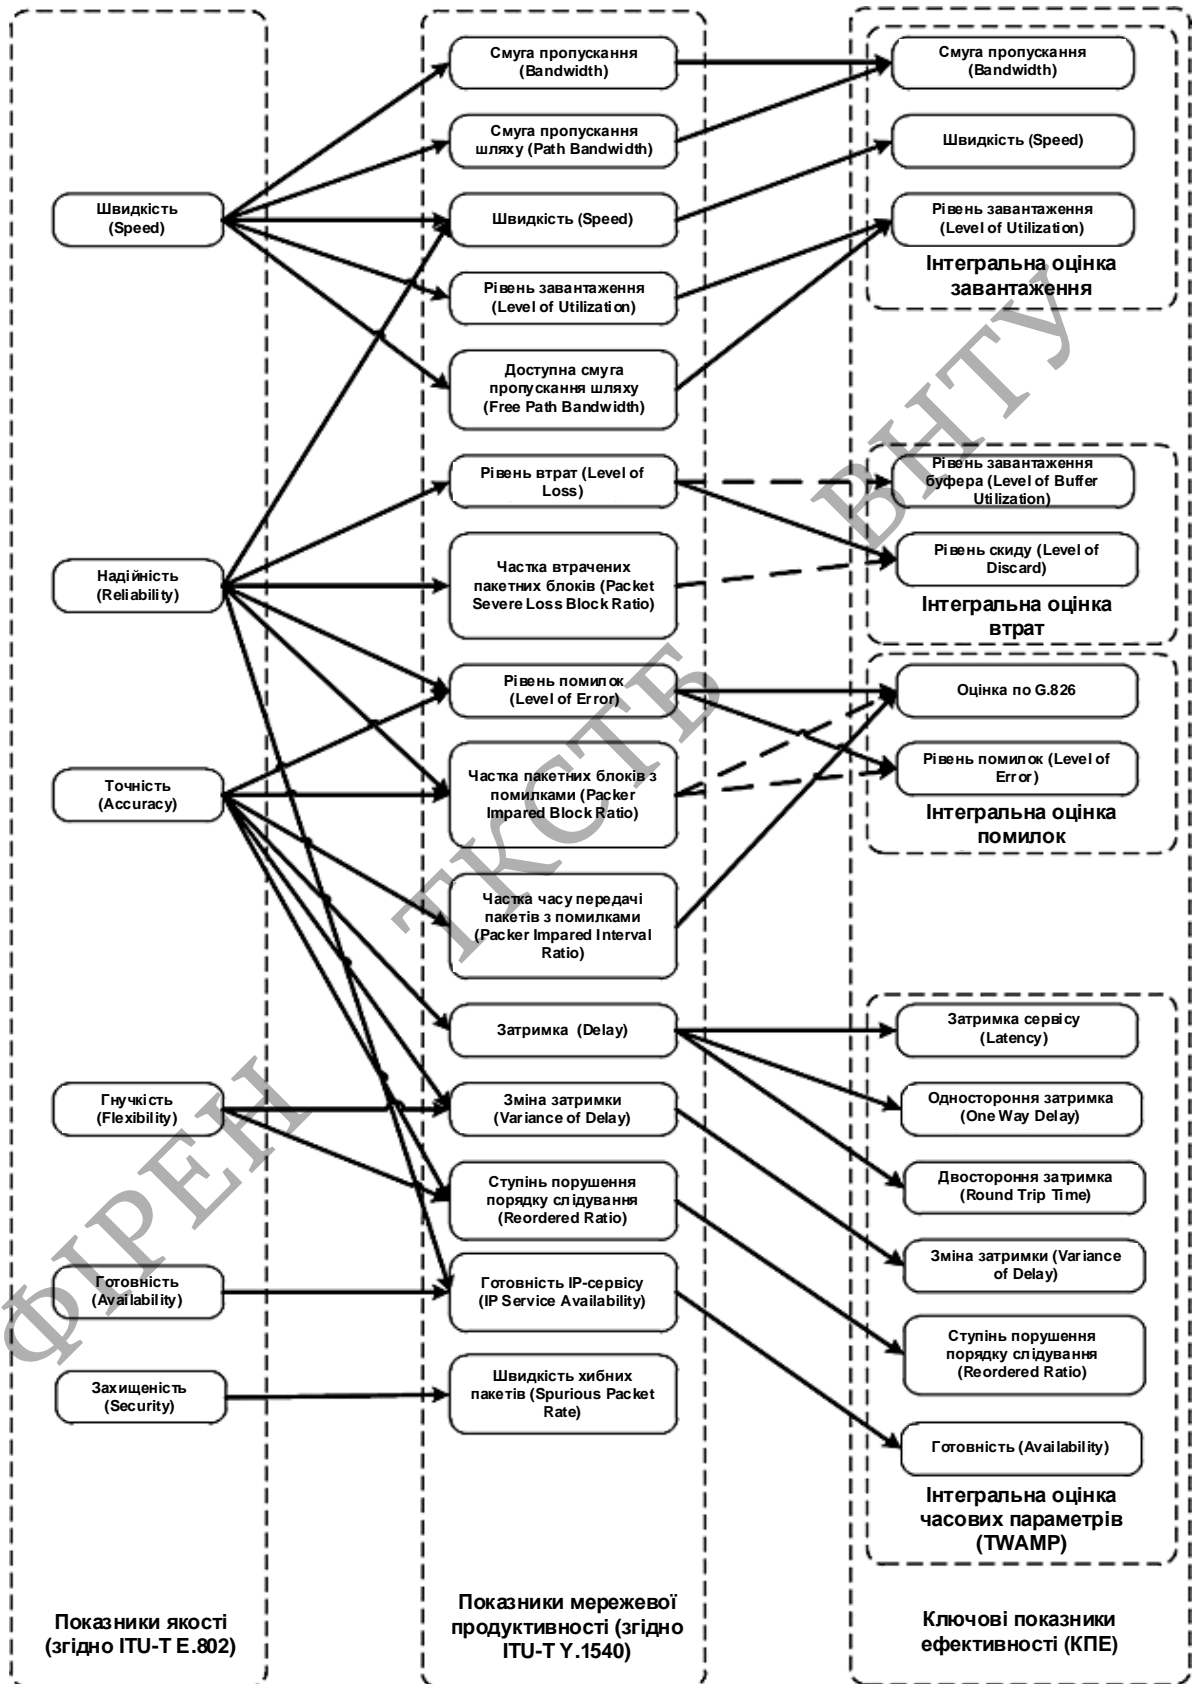 Швидкість
(Speed)
Надійність
(Reliability)
Точність
(Accuracy)
Гнучкість
(Flexibility)
Готовність
(Availability)
Захищеність
(Security)
Показники якості
(згідно ITU-T E.802)
Смуга пропускання
(Bandwidth)
Смуга пропускання
шляху (Path Bandwidth)
Швидкість (Speed)
Рівень завантаження
(Level of Utilization)
Доступна смуга
пропускання шляху
(Free Path Bandwidth)
Рівень втрат (Level of
Loss)
Частка втрачених
пакетних блоків (Packet
Severe Loss Block Ratio)
Рівень помилок
(Level of Error)
Частка пакетних блоків з
помилками (Packer
Impared Block Ratio)
Частка часу передачі
пакетів з помилками
(Packer Impared Interval
Ratio)
Затримка (Delay)
Зміна затримки
(Variance of Delay)
Ступінь порушення
порядку слідування
(Reordered Ratio)
Готовність IP-сервісу
(IP Service Availability)
Швидкість хибних
пакетів (Spurious Packet
Rate)
Показники мережевої
продуктивності (згідно
ITU-T Y.1540)
Смуга пропускання
(Bandwidth)
Швидкість (Speed)
Рівень завантаження
(Level of Utilization)
Інтегральна оцінка
завантаження
Рівень завантаження
буфера (Level of Buffer
Utilization)
Рівень скиду (Level of
Discard)
Інтегральна оцінка
втрат
Оцінка по G.826
Рівень помилок (Level of
Error)
Інтегральна оцінка
помилок
Затримка сервісу
(Latency)
Одностороння затримка
(One Way Delay)
Двостороння затримка
(Round Trip Time)
Зміна затримки (Variance
of Delay)
Ступінь порушення
порядку слідування
(Reordered Ratio)
Готовність (Availability)
Інтегральна оцінка
часових параметрів
(TWAMP)
Ключові показники
ефективності (КПЕ)
ФІРЕН ТКСТБ ВНТУ